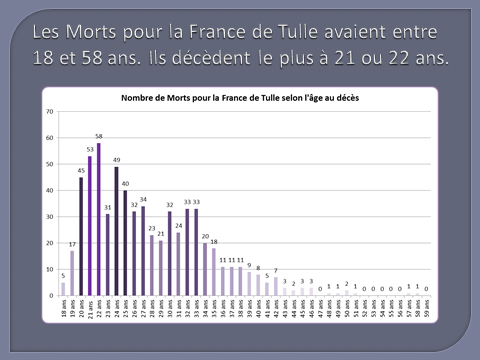 Les Morts pour la France de Tulle avaient entre
18 et 58 ans. Ils décèdent le plus à 21 ou 22 ans.
Nombre de Morts pour la France de Tulle selon l'âge au décès
70
60
50
40
30
20
10
0
5 17 45 53 58 31 49 40 32 34 23 21 32 24 33 33 20 18 11 11 11 9 8 5 7 3 2 3 3 0 1 1 2 1 0 0 0 0 0 1 1 0
18 ans 19 ans 20 ans 21 ans 22 ans 23 ans 24 ans 25 ans 26 ans 27 ans 28 ans 29 ans 30 ans 31 ans 32 ans 33 ans 34 ans 35 ans 36 ans 37 ans 38 ans 39 ans 40 ans 41 ans 42 ans 43 ans 44 ans 45 ans 46 ans 47 ans 48 ans 49 ans 50 ans 51 ans 52 ans 53 ans 54 ans 55 ans 56 ans 57 ans 58 ans 59 ans